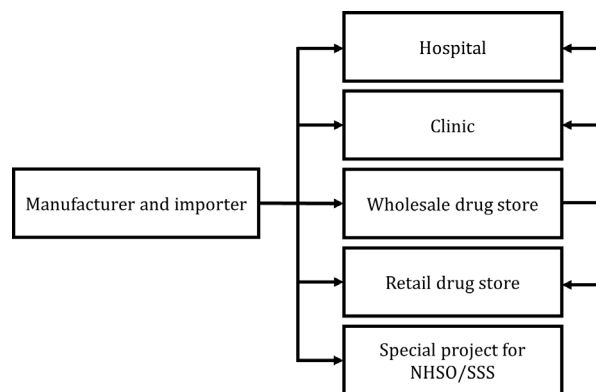 Hospital
Clinic
Manufacturer and importer
Wholesale drug store
Retail drug store
Special project for
NHSO/SSS